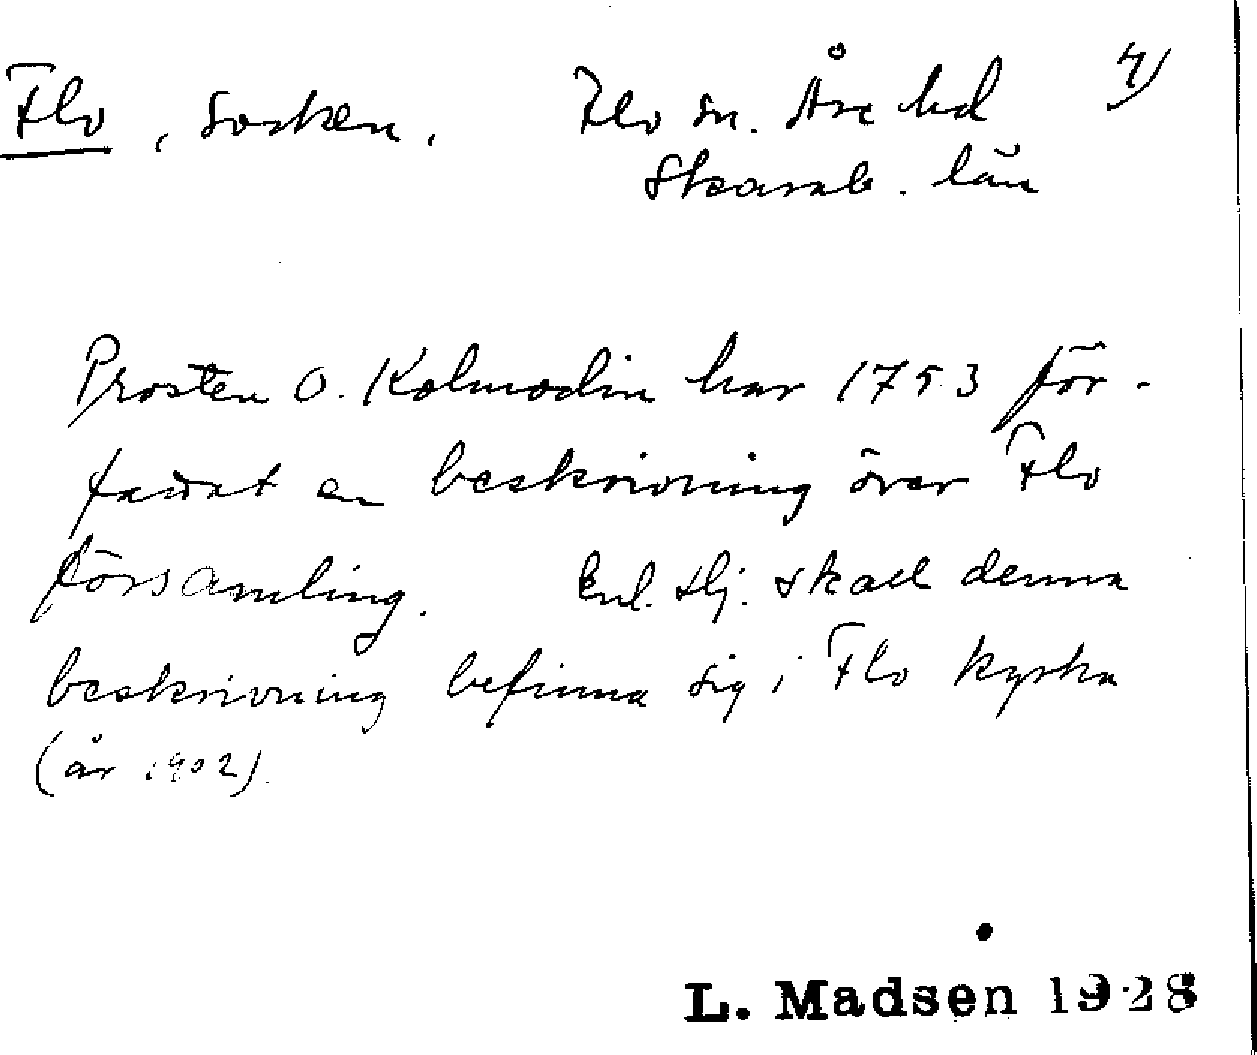 Flo, socken. Flo sn. Åse hd 4)
Skarab. län
Prosten O. Kolmodin har 1753 för-
fattat en beskrivning över Flo
församling. Enl. Hj. skall denna
beskrivning befinna sig i Flo kyrka
(år 1902).
L. Madsen 1928